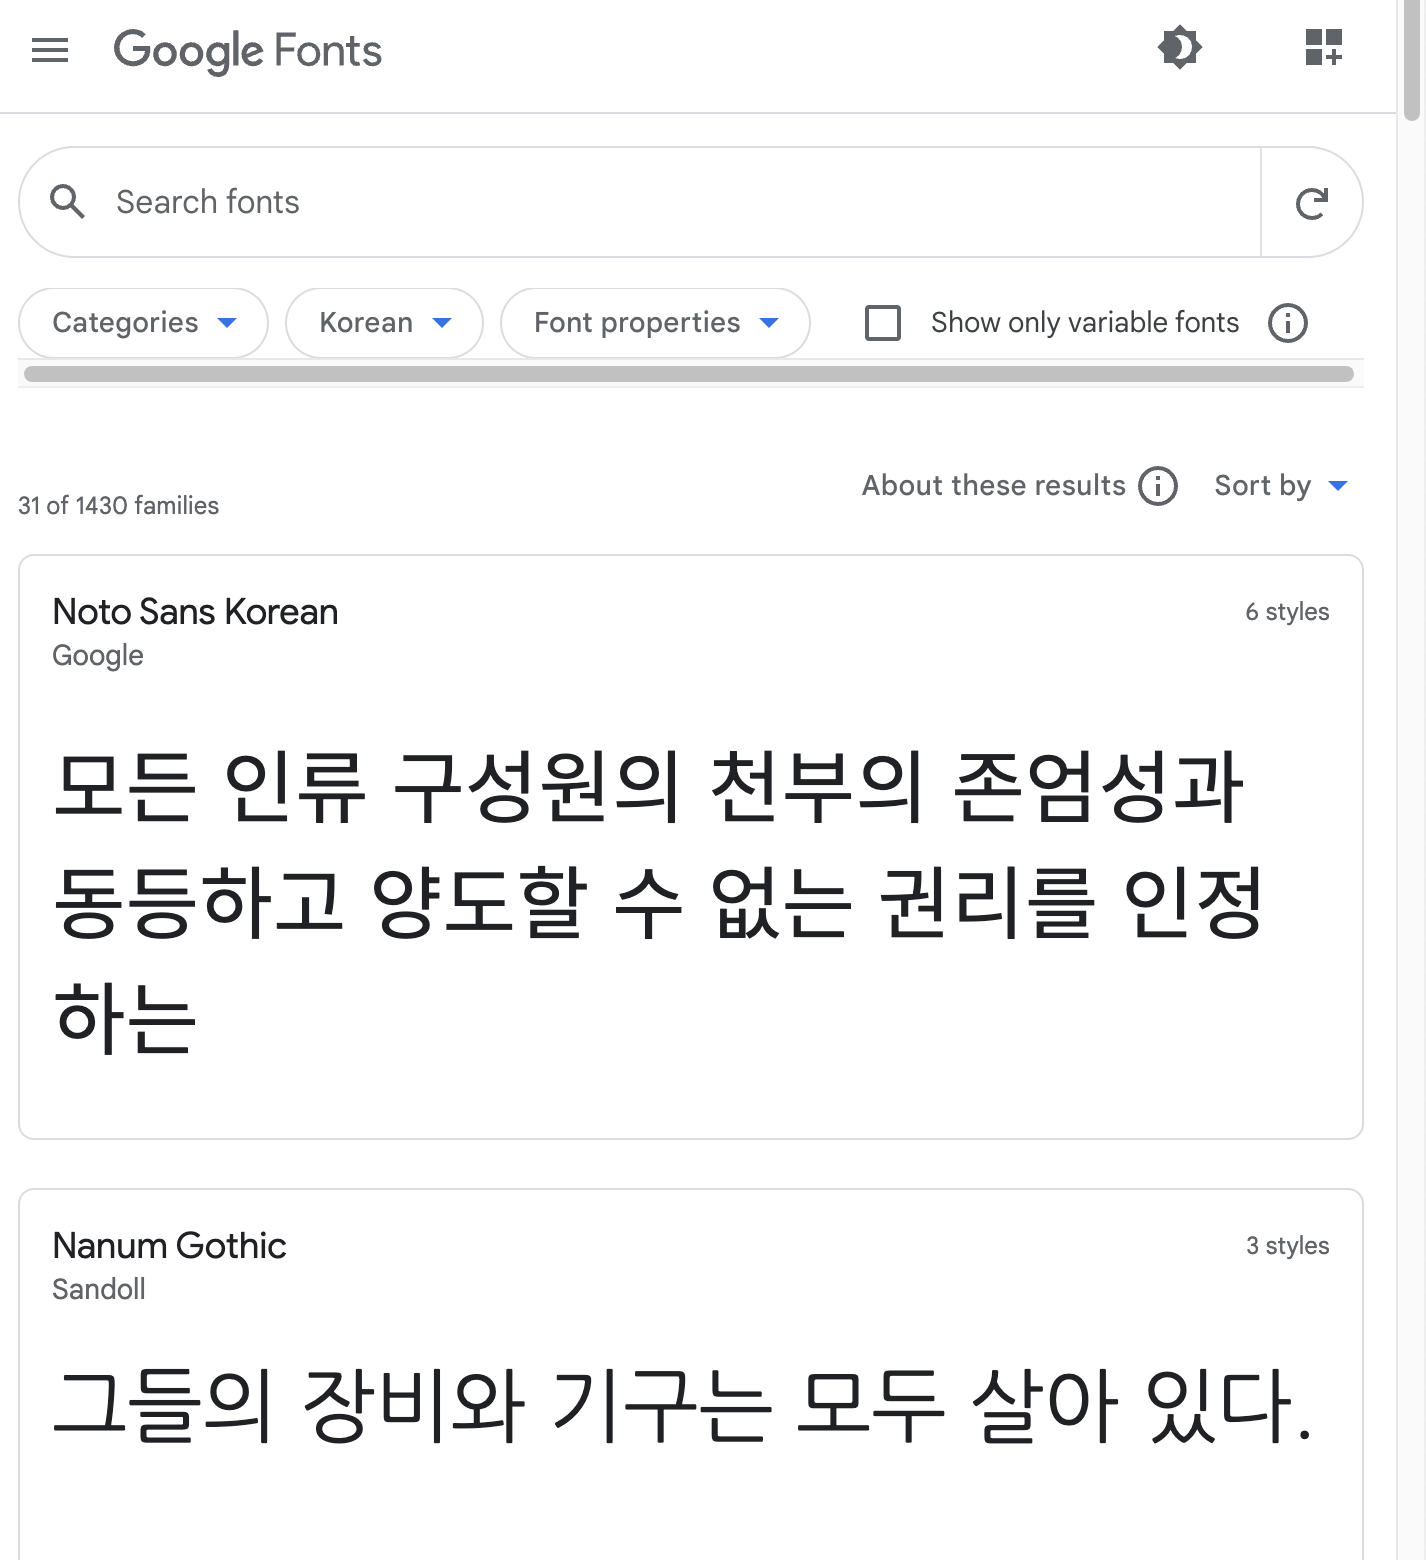 Google Fonts
Search fonts
Categories Korean Font properties Show only variable fonts
About these results Sort by
31 of 1430 families
Noto Sans Korean 6 styles
Google
모든 인류 구성원의 천부의 존엄성과
동등하고 양도할 수 없는 권리를 인정
하는
Nanum Gothic 3 styles
Sandoll
그들의 장비와 기구는 모두 살아 있다.